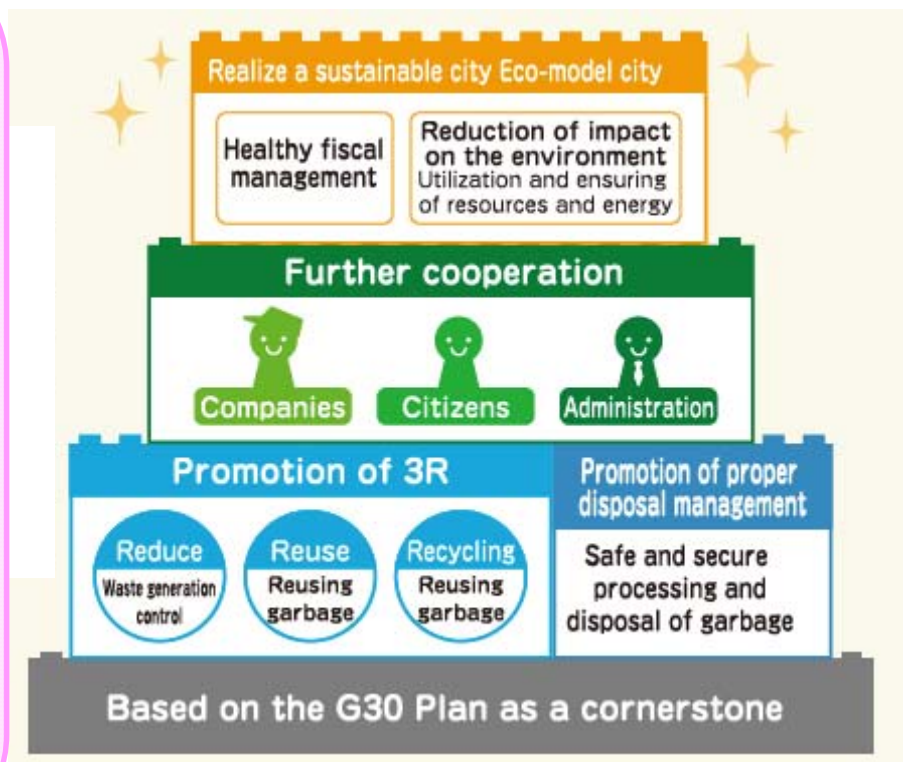 Realize a sustainable city Eco-model city
Healthy fiscal
management
Reduction of impact
on the environment
Utilization and ensuring
of resources and energy
Further cooperation
Companies
Citizens
Administration
Promotion of 3R
Reduce
Waste generation
control
Reuse
Reusing
garbage
Recycling
Reusing
garbage
Promotion of proper
disposal management
Safe and secure
processing and
disposal of garbage
Based on the G30 Plan as a cornerstone